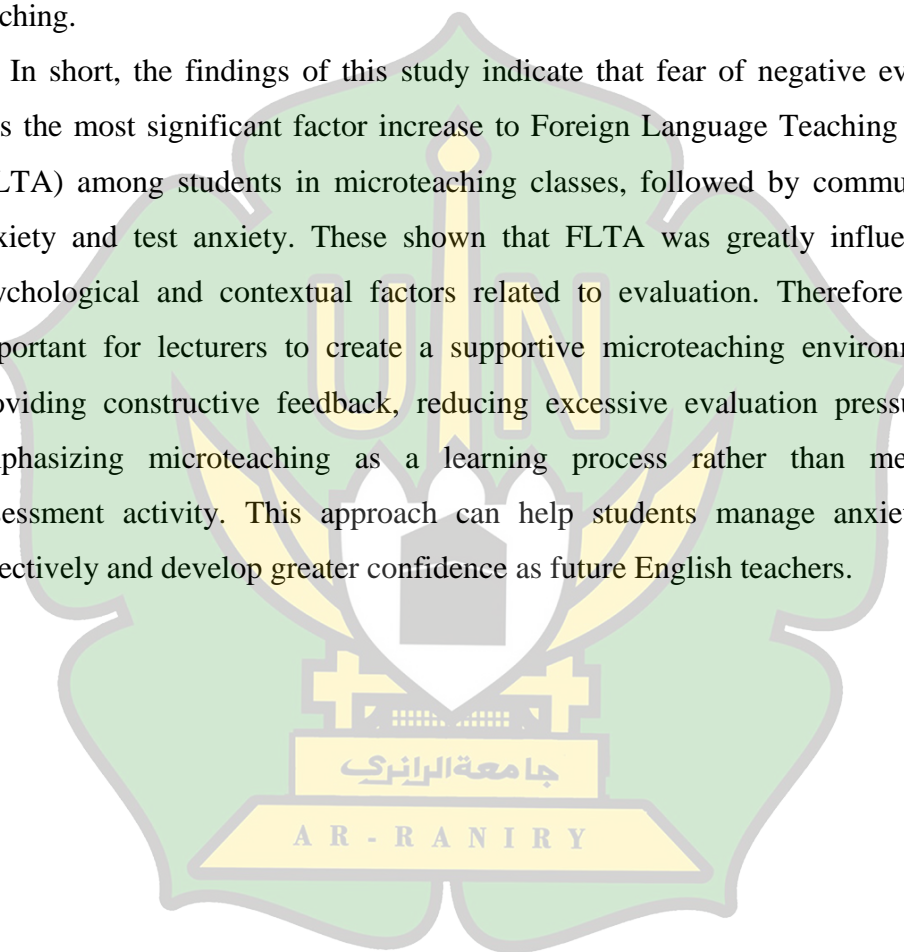 ching.
In short, the findings of this study indicate that fear of negative ev
s the most significant factor increase to Foreign Language Teaching
LTA) among students in microteaching classes, followed by commu
xiety and test anxiety. These shown that FLTA was greatly influe
ychological and contextual factors related to evaluation. Therefore
portant for lecturers to create a supportive microteaching environm
oviding constructive feedback, reducing excessive evaluation pressu
phasizing microteaching as a learning process rather than me
sessment activity. This approach can help students manage anxie
ectively and develop greater confidence as future English teachers.
UIN
جامعة الرانري
AR-RANIRY